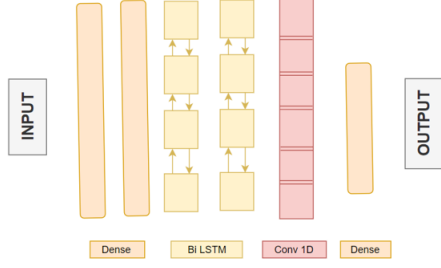 INPUT
OUTPUT
Dense
Bi LSTM
Conv 1D
Dense